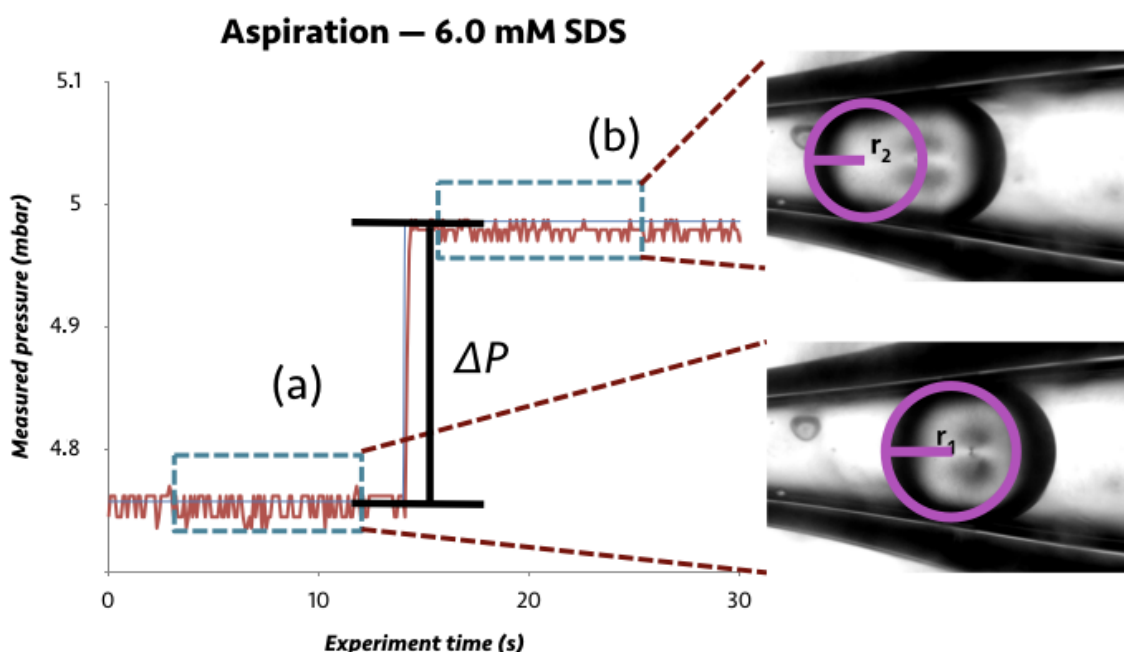 Aspiration — 6.0 mM SDS
Measured pressure (mbar)
5.1
5
4.9
4.8
(a)
(b)
ΔP
r2
r1
0 10 20 30
Experiment time (s)